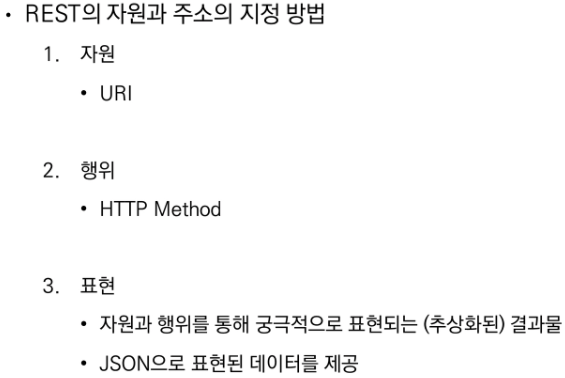 • REST의 자원과 주소의 지정 방법
1. 자원
• URI
2. 행위
• HTTP Method
3. 표현
• 자원과 행위를 통해 궁극적으로 표현되는 (추상화된) 결과물
• JSON으로 표현된 데이터를 제공